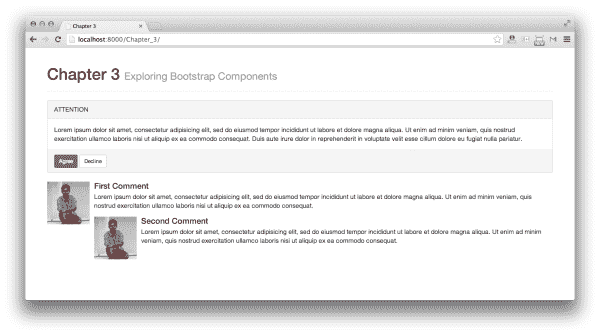 Chapter 3
localhost:8000/Chapter_3/
Chapter 3 Exploring Bootstrap Components
ATTENTION
Lorem ipsum dolor sit amet, consectetur adipisicing elit, sed do eiusmod tempor incididunt ut labore et dolore magna aliqua. Ut enim ad minim veniam, quis nostrud
exercitation ullamco laboris nisi ut aliquip ex ea commodo consequat. Duis aute irure dolor in reprehenderit in voluptate velit esse cillum dolore eu fugiat nulla pariatur.
Agree Decline
First Comment
Lorem ipsum dolor sit amet, consectetur adipisicing elit, sed do eiusmod tempor incididunt ut labore et dolore magna aliqua. Ut enim ad minim veniam, quis
nostrud exercitation ullamco laboris nisi ut aliquip ex ea commodo consequat.
Second Comment
Lorem ipsum dolor sit amet, consectetur adipisicing elit, sed do eiusmod tempor incididunt ut labore et dolore magna aliqua. Ut enim ad minim
veniam, quis nostrud exercitation ullamco laboris nisi ut aliquip ex ea commodo consequat.